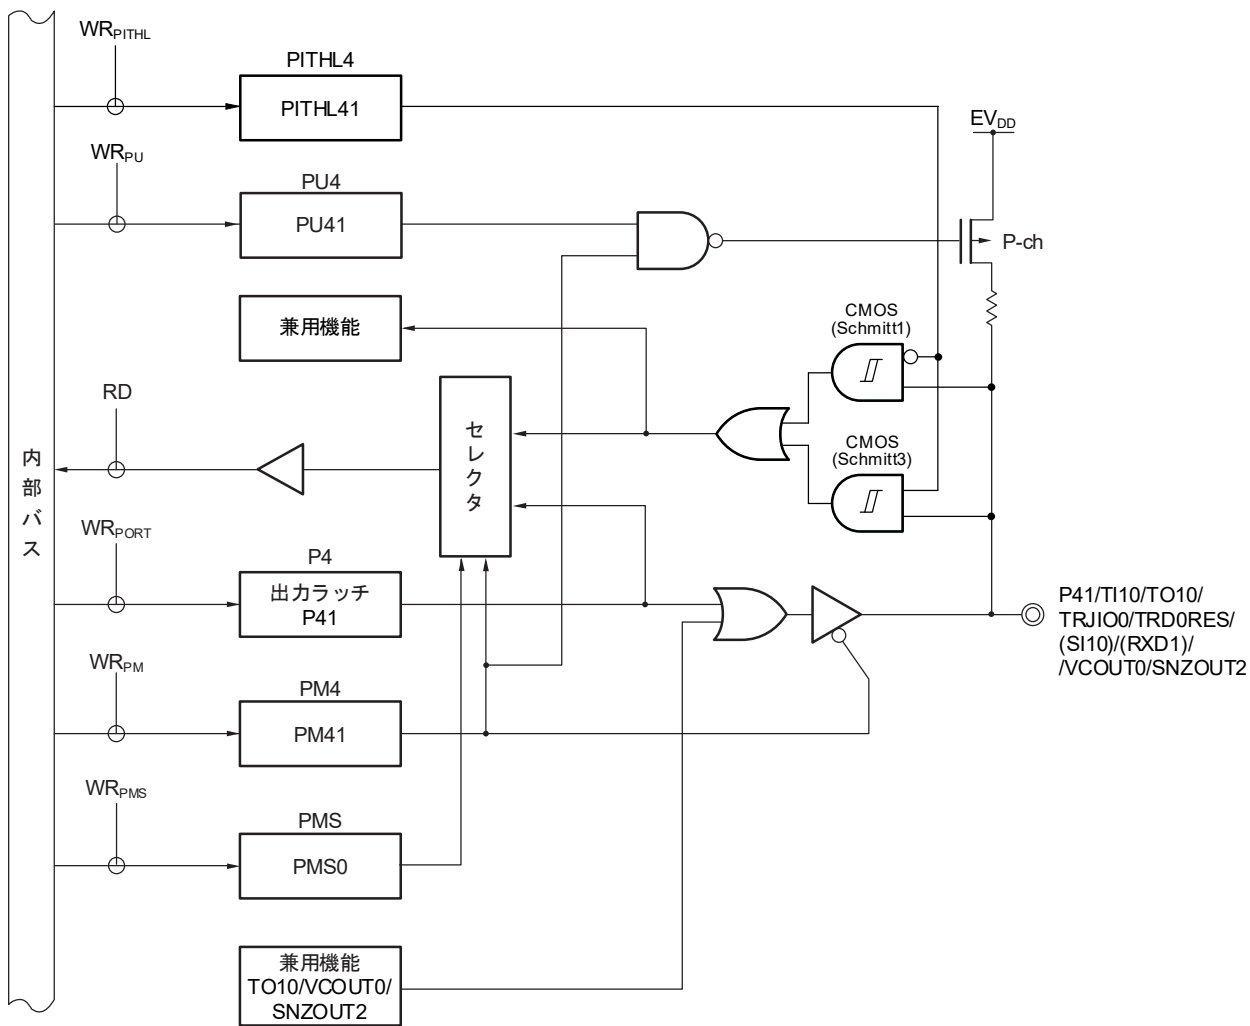 WRPITHL
PITHL4
PITHL41
EVDD
WRPU
PU4
PU41
P-ch
兼用機能
CMOS
(Schmitt1)
RD
セレクタ
CMOS
(Schmitt3)
内部バス
WRPORT
P4
出力ラッチ
P41
P41/TI10/TO10/
TRJIO0/TRD0RES/
(SI10)/(RXD1)/
/VCOUT0/SNZOUT2
WRPM
PM4
PM41
WRPMS
PMS
PMS0
兼用機能
TO10/VCOUT0/
SNZOUT2